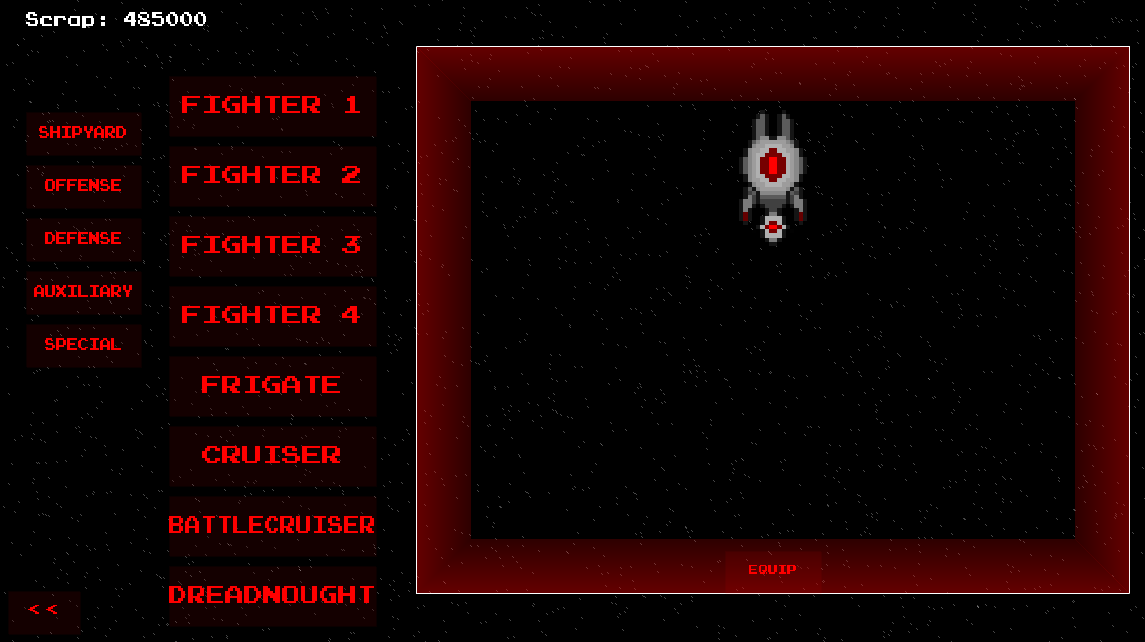 Scrap: 485000
SHIPYARD
OFFENSE
DEFENSE
AUXILIARY
SPECIAL
<<
FIGHTER 1
FIGHTER 2
FIGHTER 3
FIGHTER 4
FRIGATE
CRUISER
BATTLECRUISER
DREADNOUGHT
EQUIP